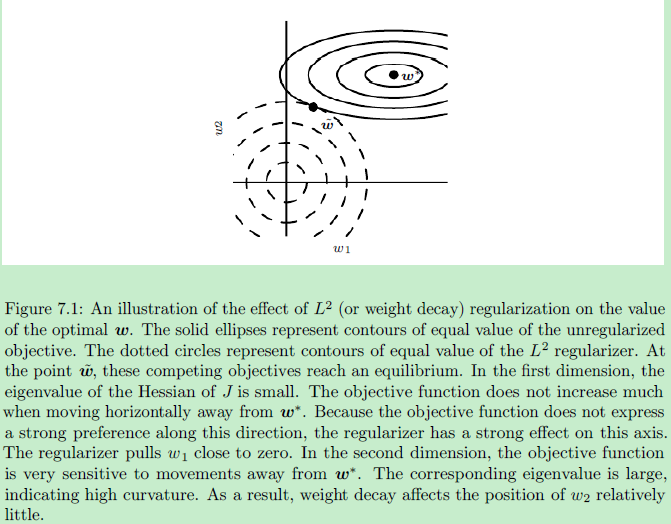 w*
w̃
w2
w1
Figure 7.1: An illustration of the effect of L² (or weight decay) regularization on the value
of the optimal w. The solid ellipses represent contours of equal value of the unregularized
objective. The dotted circles represent contours of equal value of the L² regularizer. At
the point w̃, these competing objectives reach an equilibrium. In the first dimension, the
eigenvalue of the Hessian of J is small. The objective function does not increase much
when moving horizontally away from w*. Because the objective function does not express
a strong preference along this direction, the regularizer has a strong effect on this axis.
The regularizer pulls w₁ close to zero. In the second dimension, the objective function
is very sensitive to movements away from w*. The corresponding eigenvalue is large,
indicating high curvature. As a result, weight decay affects the position of w₂ relatively
little.